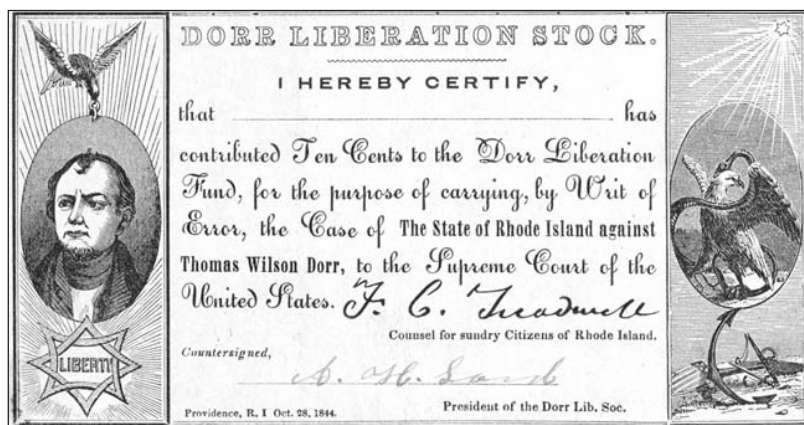 DORR LIBERATION STOCK.
I HEREBY CERTIFY,
that has
contributed Ten Cents to the Dorr Liberation
Fund, for the purpose of carrying, by Writ of
Error, the Case of The State of Rhode Island against
Thomas Wilson Dorr, to the Supreme Court of the
United States. F. C. Treadwell
Counsel for sundry Citizens of Rhode Island.
Countersigned,
President of the Dorr Lib. Soc.
Providence, R. I Oct. 28, 1844.
LIBERTY